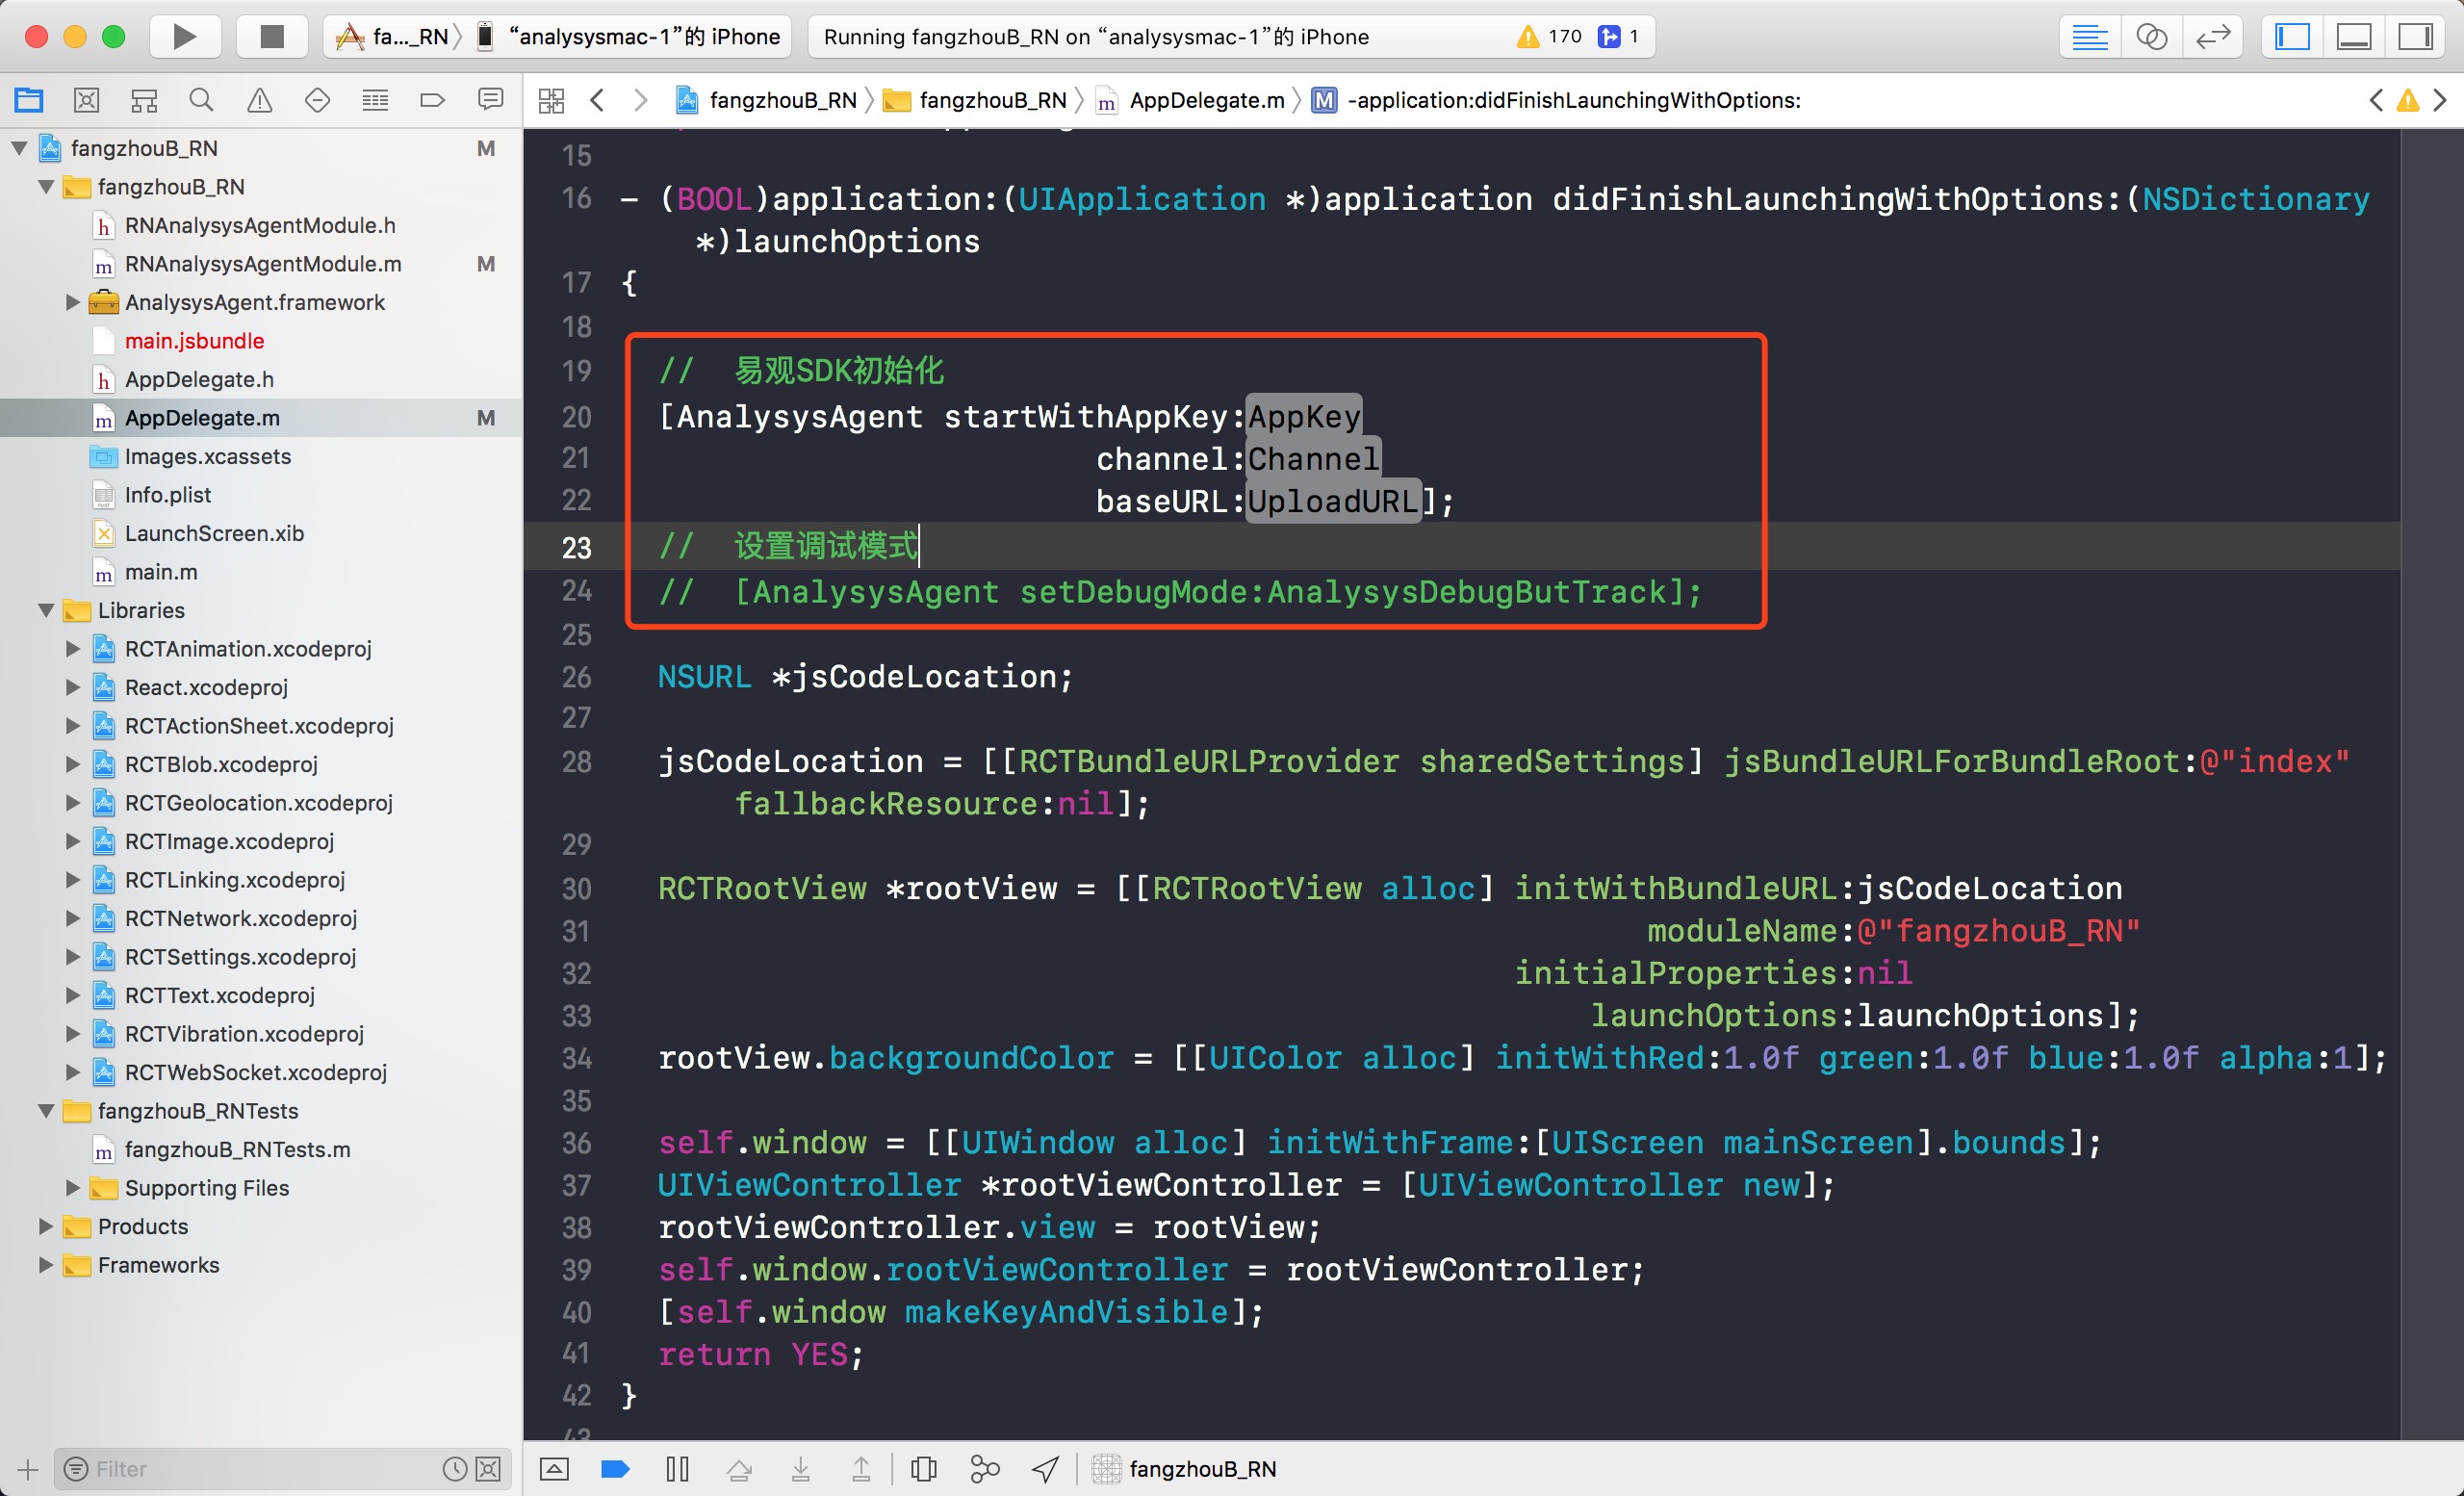 fa..._RN 〉 “analysysmac-1”的 iPhone
Running fangzhouB_RN on “analysysmac-1”的 iPhone
170
1
fangzhouB_RN 〉 fangzhouB_RN 〉 AppDelegate.m 〉 M -application:didFinishLaunchingWithOptions:
fangzhouB_RN M
fangzhouB_RN
RNAnalysysAgentModule.h
RNAnalysysAgentModule.m M
AnalysysAgent.framework
main.jsbundle
AppDelegate.h
AppDelegate.m M
Images.xcassets
Info.plist
LaunchScreen.xib
main.m
Libraries
RCTAnimation.xcodeproj
React.xcodeproj
RCTActionSheet.xcodeproj
RCTBlob.xcodeproj
RCTGeolocation.xcodeproj
RCTImage.xcodeproj
RCTLinking.xcodeproj
RCTNetwork.xcodeproj
RCTSettings.xcodeproj
RCTText.xcodeproj
RCTVibration.xcodeproj
RCTWebSocket.xcodeproj
fangzhouB_RNTests
fangzhouB_RNTests.m
Supporting Files
Products
Frameworks
Filter
15
16 - (BOOL)application:(UIApplication *)application didFinishLaunchingWithOptions:(NSDictionary
*)launchOptions
17 {
18
19 // 易观SDK初始化
20 [AnalysysAgent startWithAppKey:AppKey
21 channel:Channel
22 baseURL:UploadURL];
23 // 设置调试模式
24 // [AnalysysAgent setDebugMode:AnalysysDebugButTrack];
25
26 NSURL *jsCodeLocation;
27
28 jsCodeLocation = [[RCTBundleURLProvider sharedSettings] jsBundleURLForBundleRoot:@"index"
fallbackResource:nil];
29
30 RCTRootView *rootView = [[RCTRootView alloc] initWithBundleURL:jsCodeLocation
31 moduleName:@"fangzhouB_RN"
32 initialProperties:nil
33 launchOptions:launchOptions];
34 rootView.backgroundColor = [[UIColor alloc] initWithRed:1.0f green:1.0f blue:1.0f alpha:1];
35
36 self.window = [[UIWindow alloc] initWithFrame:[UIScreen mainScreen].bounds];
37 UIViewController *rootViewController = [UIViewController new];
38 rootViewController.view = rootView;
39 self.window.rootViewController = rootViewController;
40 [self.window makeKeyAndVisible];
41 return YES;
42 }
43
fangzhouB_RN